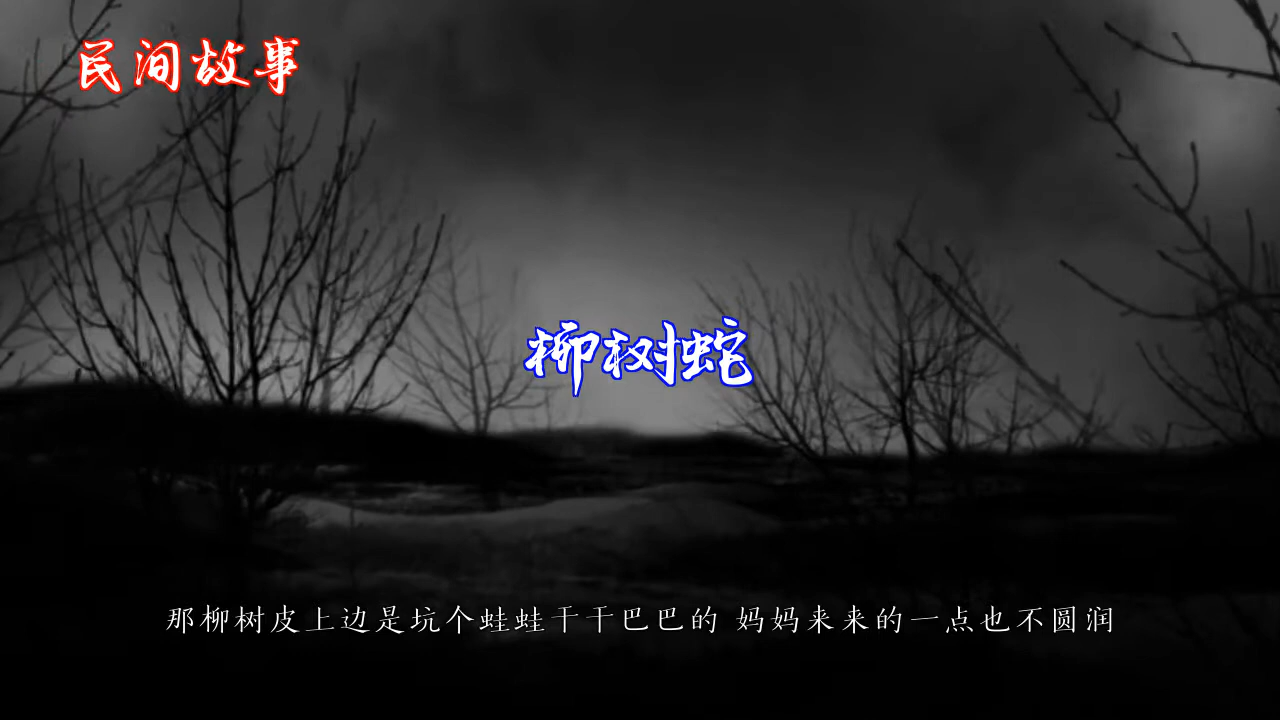 民间故事
柳树蛇
那柳树皮上边是坑个蛙蛙干干巴巴的 妈妈来来的一点也不圆润